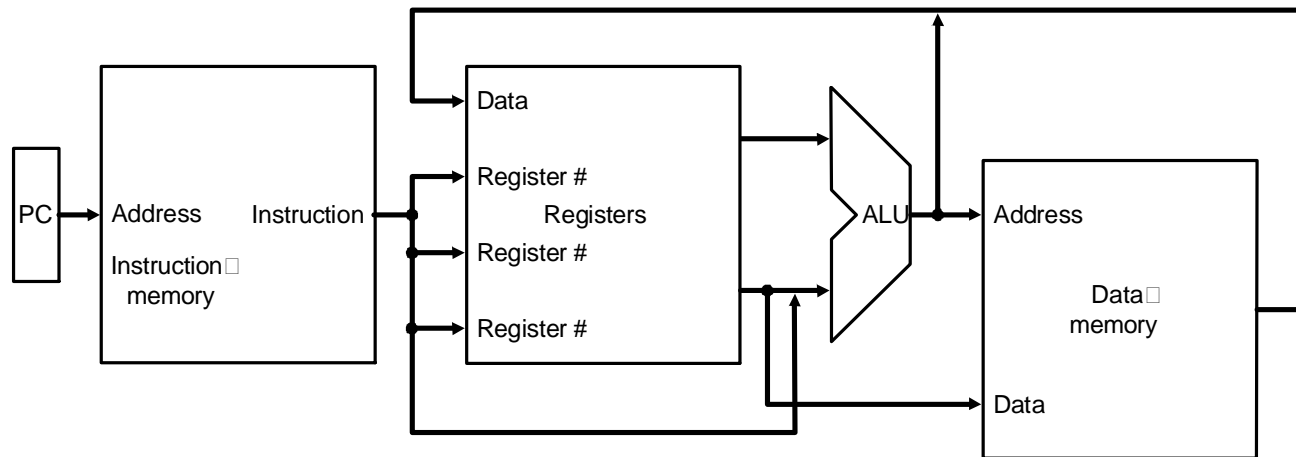 PC
Address
Instruction
Instruction
memory
Data
Register #
Registers
Register #
Register #
ALU
Address
Data
memory
Data